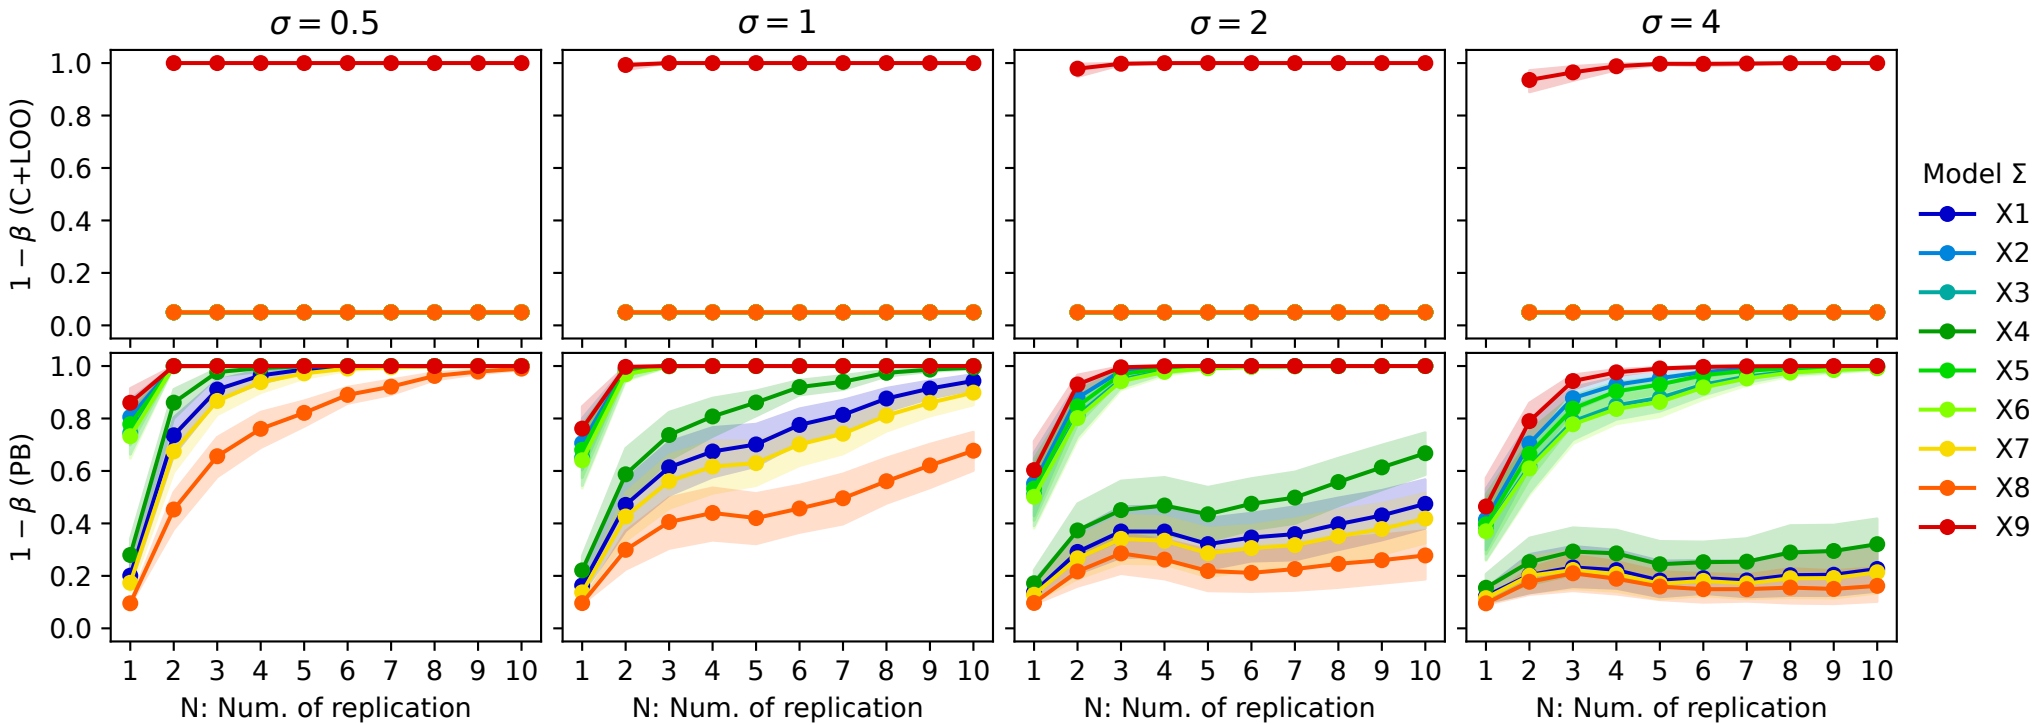 σ = 0.5 σ = 1 σ = 2 σ = 4
1 − β (C+LOO)
1.0
0.8
0.6
0.4
0.2
0.0
1 − β (PB)
1.0
0.8
0.6
0.4
0.2
0.0
1 2 3 4 5 6 7 8 9 10 1 2 3 4 5 6 7 8 9 10 1 2 3 4 5 6 7 8 9 10 1 2 3 4 5 6 7 8 9 10
N: Num. of replication N: Num. of replication N: Num. of replication N: Num. of replication
Model Σ
X1
X2
X3
X4
X5
X6
X7
X8
X9